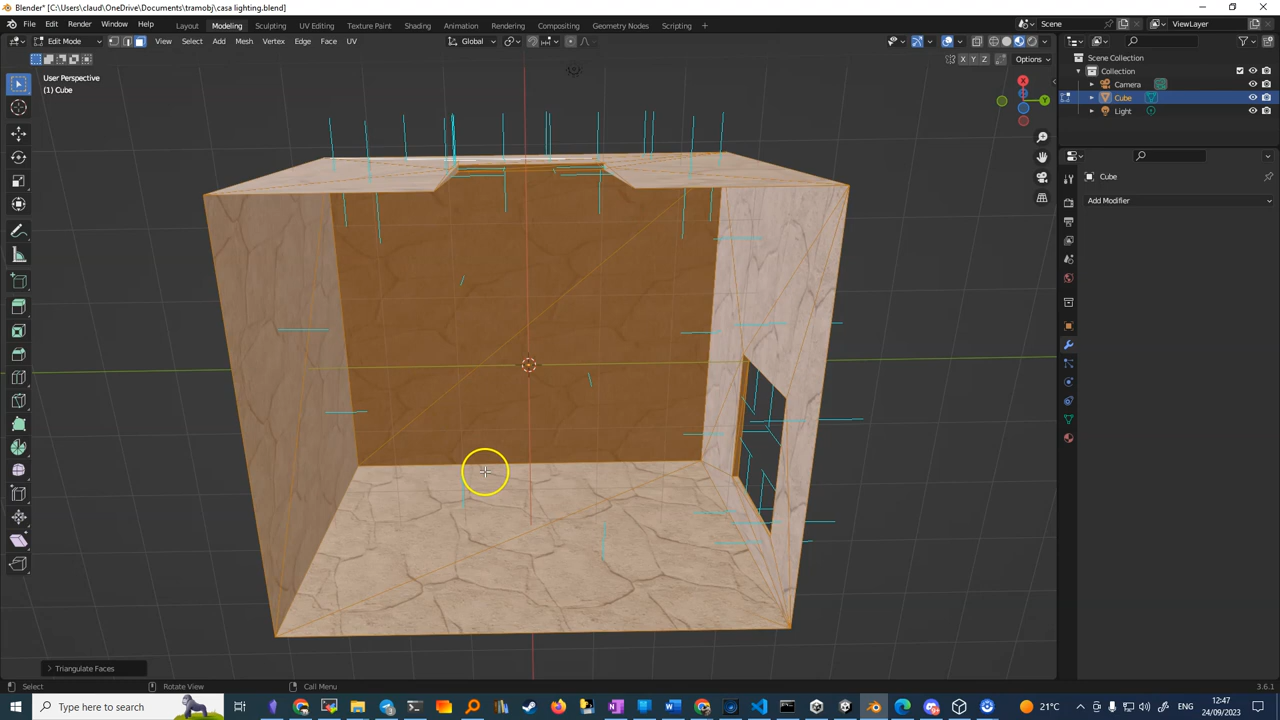 Blender* [C:\Users\claud\OneDrive\Documents\tramobj\casa lighting.blend]
File Edit Render Window Help Layout Modeling Sculpting UV Editing Texture Paint Shading Animation Rendering Compositing Geometry Nodes Scripting + Scene ViewLayer
Edit Mode View Select Add Mesh Vertex Edge Face UV Global
X Y Z Options
User Perspective
(1) Cube
Scene Collection
Collection
Camera
Cube
Light
X
Y
Cube
Add Modifier
Triangulate Faces
Select Rotate View Call Menu 3.6.1
Type here to search
21°C
12:47
24/09/2023